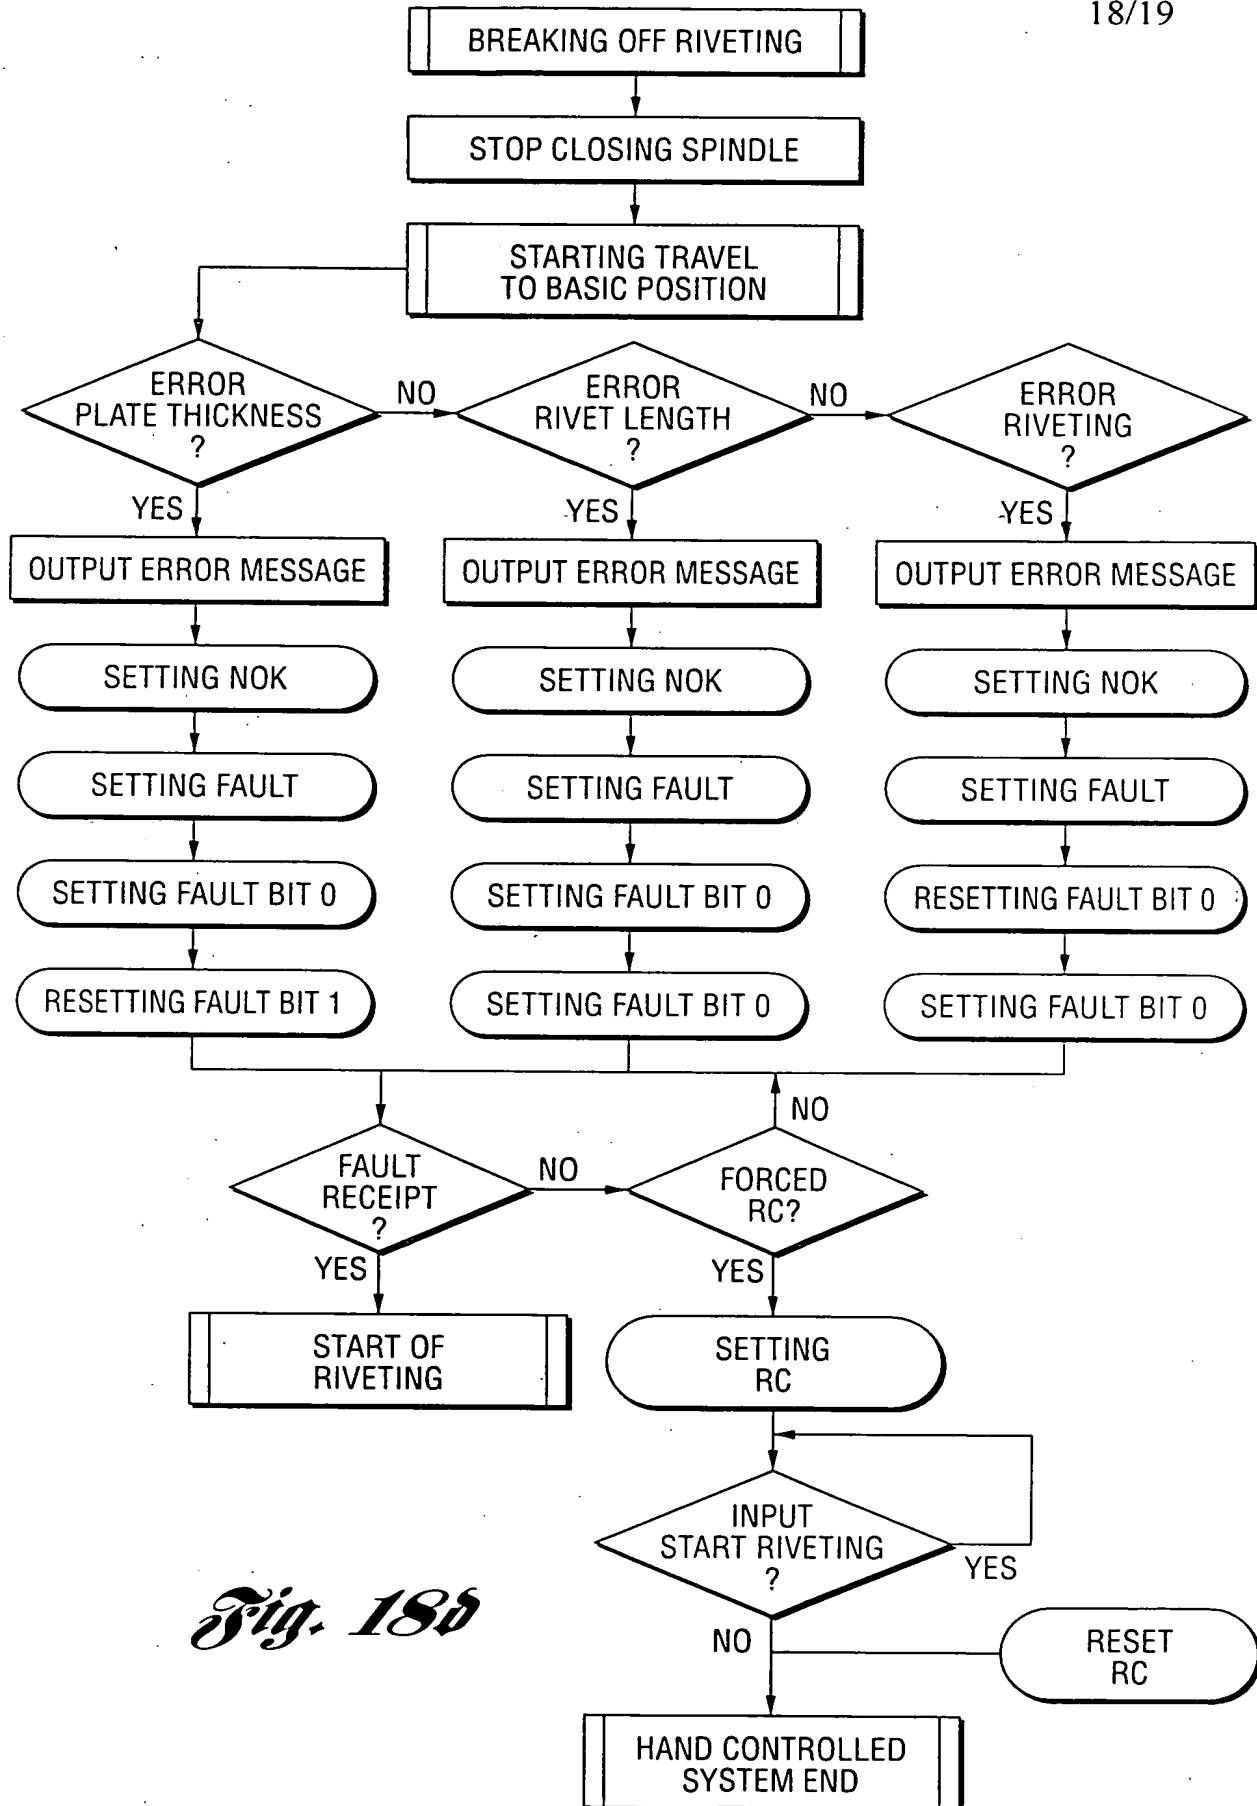 18/19
BREAKING OFF RIVETING
STOP CLOSING SPINDLE
STARTING TRAVEL
TO BASIC POSITION
ERROR
PLATE THICKNESS
?
NO
ERROR
RIVET LENGTH
?
NO
ERROR
RIVETING
?
YES
YES
YES
OUTPUT ERROR MESSAGE
OUTPUT ERROR MESSAGE
OUTPUT ERROR MESSAGE
SETTING NOK
SETTING NOK
SETTING NOK
SETTING FAULT
SETTING FAULT
SETTING FAULT
SETTING FAULT BIT 0
SETTING FAULT BIT 0
RESETTING FAULT BIT 0
RESETTING FAULT BIT 1
SETTING FAULT BIT 0
SETTING FAULT BIT 0
NO
FAULT
RECEIPT
?
NO
FORCED
RC?
YES
YES
START OF
RIVETING
SETTING
RC
INPUT
START RIVETING
?
YES
Fig. 18d
NO
RESET
RC
HAND CONTROLLED
SYSTEM END